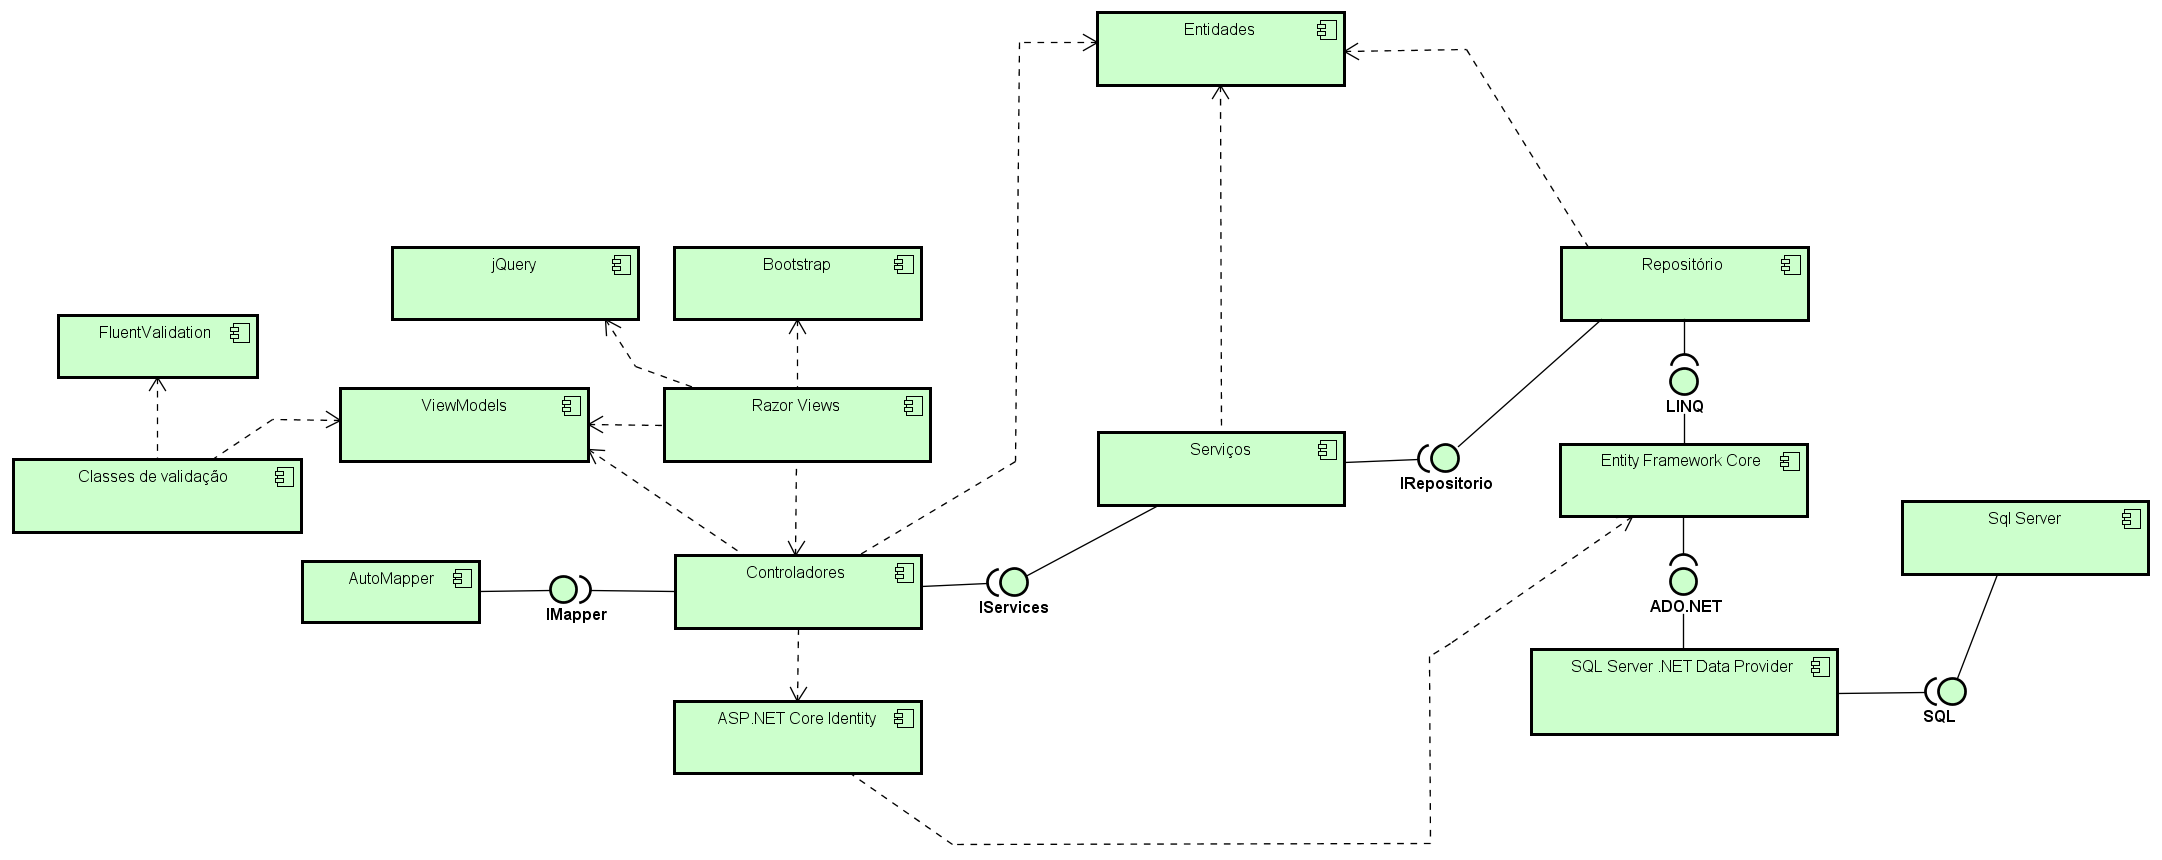 Entidades
jQuery
Bootstrap
Repositório
FluentValidation
ViewModels
Razor Views
LINQ
Serviços
Entity Framework Core
Classes de validação
IRepositorio
Sql Server
AutoMapper
Controladores
IMapper
IServices
ADO.NET
SQL Server .NET Data Provider
ASP.NET Core Identity
SQL